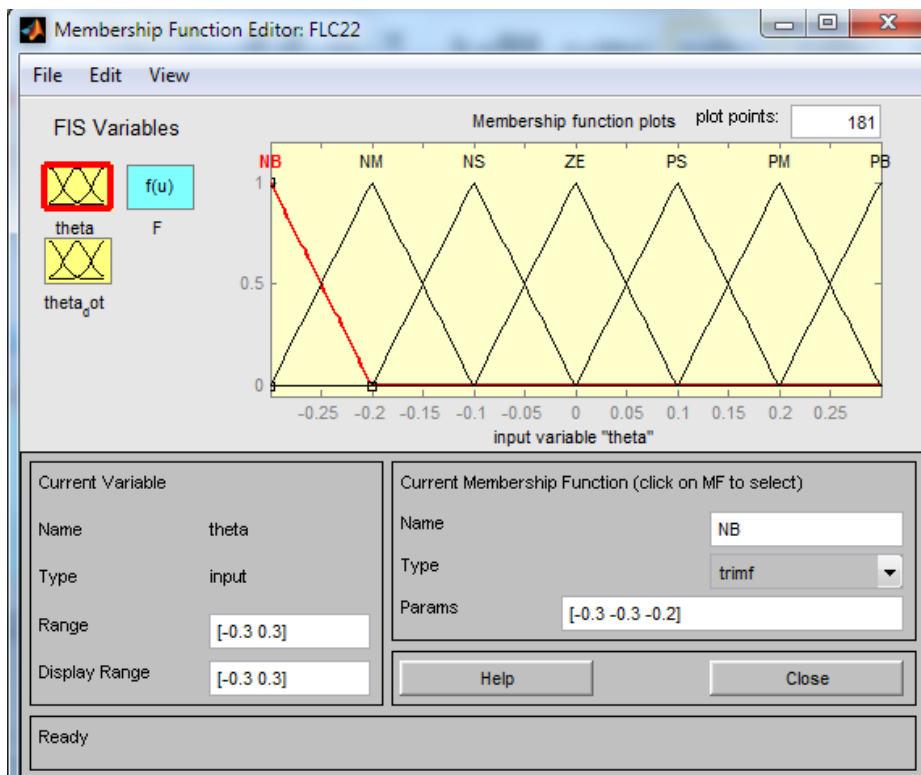 Membership Function Editor: FLC22
File Edit View
FIS Variables
Membership function plots plot points: 181
f(u)
theta F
theta_dot
NB NM NS ZE PS PM PB
1
0.5
0
-0.25 -0.2 -0.15 -0.1 -0.05 0 0.05 0.1 0.15 0.2 0.25
input variable "theta"
Current Variable
Name theta
Type input
Range [-0.3 0.3]
Display Range [-0.3 0.3]
Current Membership Function (click on MF to select)
Name NB
Type trimf
Params [-0.3 -0.3 -0.2]
Help Close
Ready